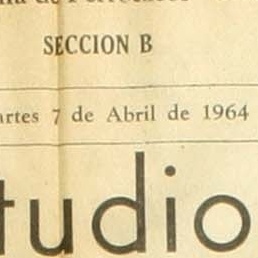 SECCION B
artes 7 de Abril de 1964
tudio